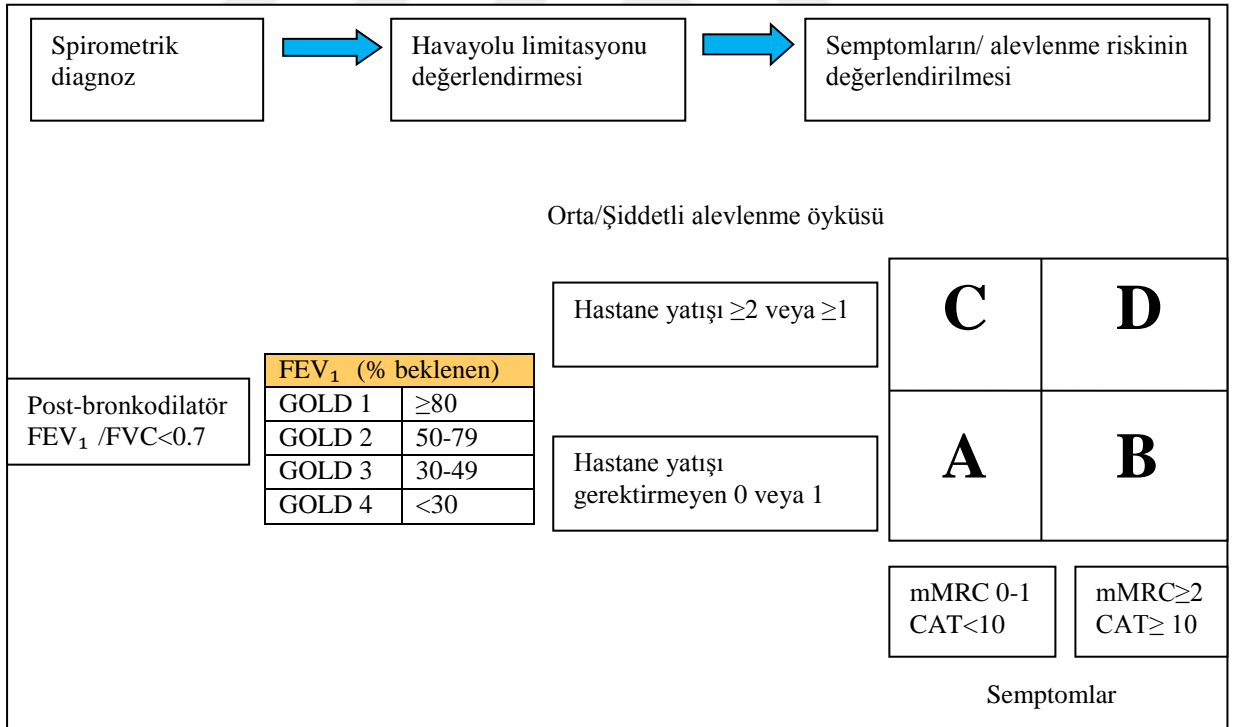 Spirometrik
diagnoz
Havayolu limitasyonu
değerlendirmesi
Semptomların/ alevlenme riskinin
değerlendirilmesi
Orta/Şiddetli alevlenme öyküsü
Hastane yatışı ≥2 veya ≥1
C
D
Post-bronkodilatör
FEV₁ /FVC<0.7
FEV₁ (% beklenen)
GOLD 1 ≥80
GOLD 2 50-79
GOLD 3 30-49
GOLD 4 <30
Hastane yatışı
gerektirmeyen 0 veya 1
A
B
mMRC 0-1
CAT<10
mMRC≥2
CAT≥ 10
Semptomlar